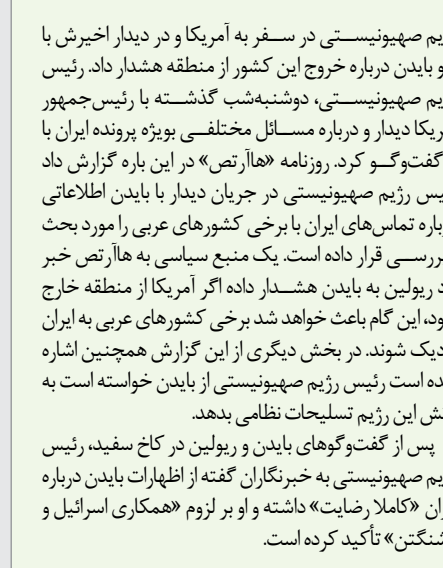 یم صهیونیستی در سفر به آمریکا و در دیدار اخیرش با
و بایدن درباره خروج این کشور از منطقه هشدار داد. رئیس
یم صهیونیستی، دوشنبه‌شب گذشته با رئیس‌جمهور
ریکا دیدار و درباره مسائل مختلفی بویژه پرونده ایران با
گفت‌وگو کرد. روزنامه «هاآرتص» در این باره گزارش داد
یس رژیم صهیونیستی در جریان دیدار با بایدن اطلاعاتی
باره تماس‌های ایران با برخی کشورهای عربی را مورد بحث
ررسی قرار داده است. یک منبع سیاسی به هاآرتص خبر
د ریولین به بایدن هشدار داده اگر آمریکا از منطقه خارج
ود، این گام باعث خواهد شد برخی کشورهای عربی به ایران
دیک شوند. در بخش دیگری از این گزارش همچنین اشاره
ده است رئیس رژیم صهیونیستی از بایدن خواسته است به
ش این رژیم تسلیحات نظامی بدهد.
پس از گفت‌وگوهای بایدن و ریولین در کاخ سفید، رئیس
یم صهیونیستی به خبرنگاران گفته از اظهارات بایدن درباره
ران «کاملا رضایت» داشته و او بر لزوم «همکاری اسرائیل و
شنگتن» تأکید کرده است.